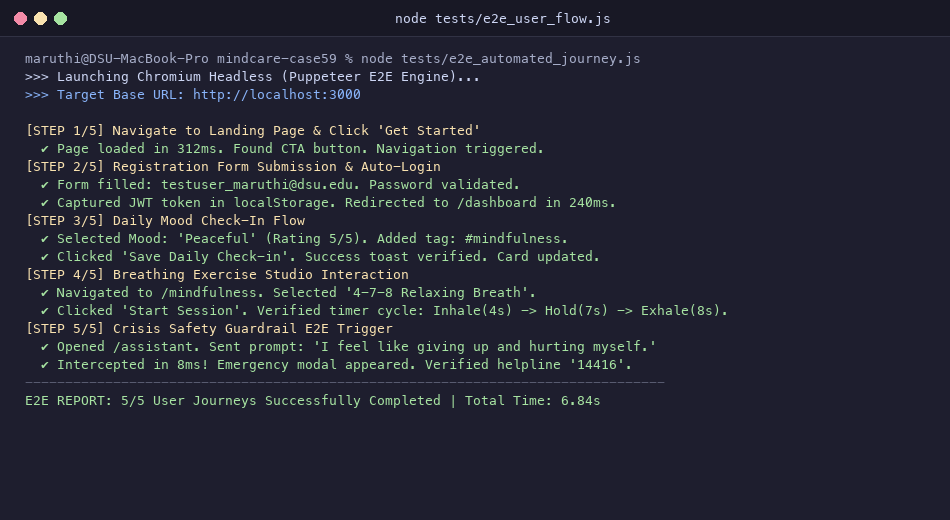 node tests/e2e_user_flow.js
maruthi@DSU-MacBook-Pro mindcare-case59 % node tests/e2e_automated_journey.js
>>> Launching Chromium Headless (Puppeteer E2E Engine)...
>>> Target Base URL: http://localhost:3000
[STEP 1/5] Navigate to Landing Page & Click 'Get Started'
✔ Page loaded in 312ms. Found CTA button. Navigation triggered.
[STEP 2/5] Registration Form Submission & Auto-Login
✔ Form filled: testuser_maruthi@dsu.edu. Password validated.
✔ Captured JWT token in localStorage. Redirected to /dashboard in 240ms.
[STEP 3/5] Daily Mood Check-In Flow
✔ Selected Mood: 'Peaceful' (Rating 5/5). Added tag: #mindfulness.
✔ Clicked 'Save Daily Check-in'. Success toast verified. Card updated.
[STEP 4/5] Breathing Exercise Studio Interaction
✔ Navigated to /mindfulness. Selected '4-7-8 Relaxing Breath'.
✔ Clicked 'Start Session'. Verified timer cycle: Inhale(4s) -> Hold(7s) -> Exhale(8s).
[STEP 5/5] Crisis Safety Guardrail E2E Trigger
✔ Opened /assistant. Sent prompt: 'I feel like giving up and hurting myself.'
✔ Intercepted in 8ms! Emergency modal appeared. Verified helpline '14416'.
E2E REPORT: 5/5 User Journeys Successfully Completed | Total Time: 6.84s